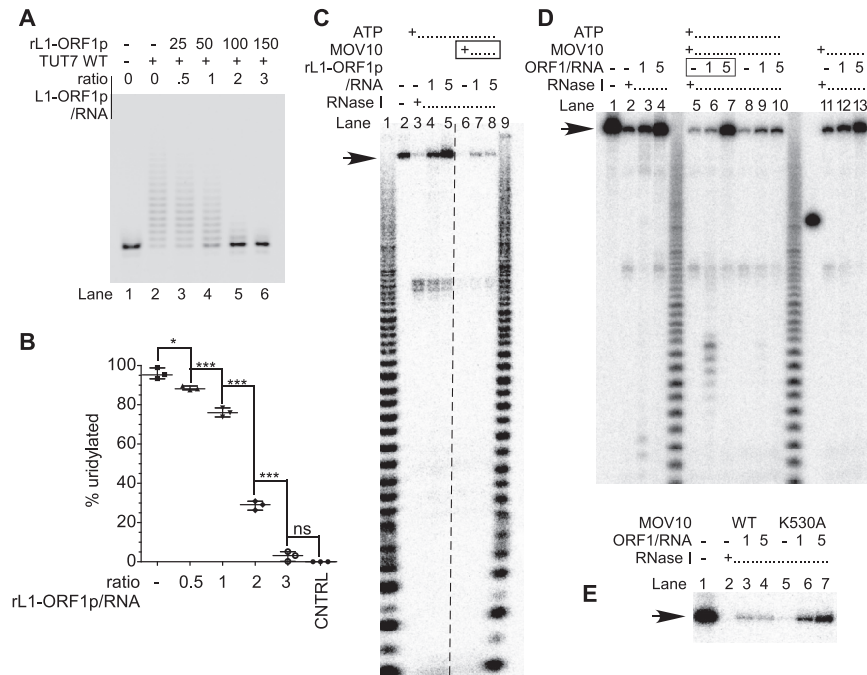 A
rL1-ORF1p - - 25 50 100 150
TUT7 WT - + + + + +
ratio 0 0 .5 1 2 3
L1-ORF1p
/RNA
Lane 1 2 3 4 5 6
B
% uridylated
100
80
60
40
20
0
* *** *** *** ns
ratio - 0.5 1 2 3 CNTRL
rL1-ORF1p/RNA
C
ATP +
MOV10 +
rL1-ORF1p
/RNA 1 5 - 1 5
RNase I - +
Lane 1 2 3 4 5 6 7 8 9
D
ATP +
MOV10 + +
ORF1/RNA 1 5 - 1 5 - 1 5 1 5
RNase I - + + +
Lane 1 2 3 4 5 6 7 8 9 10 11 12 13
MOV10 WT K530A
ORF1/RNA - - 1 5 - 1 5
RNase I - +
Lane 1 2 3 4 5 6 7
E